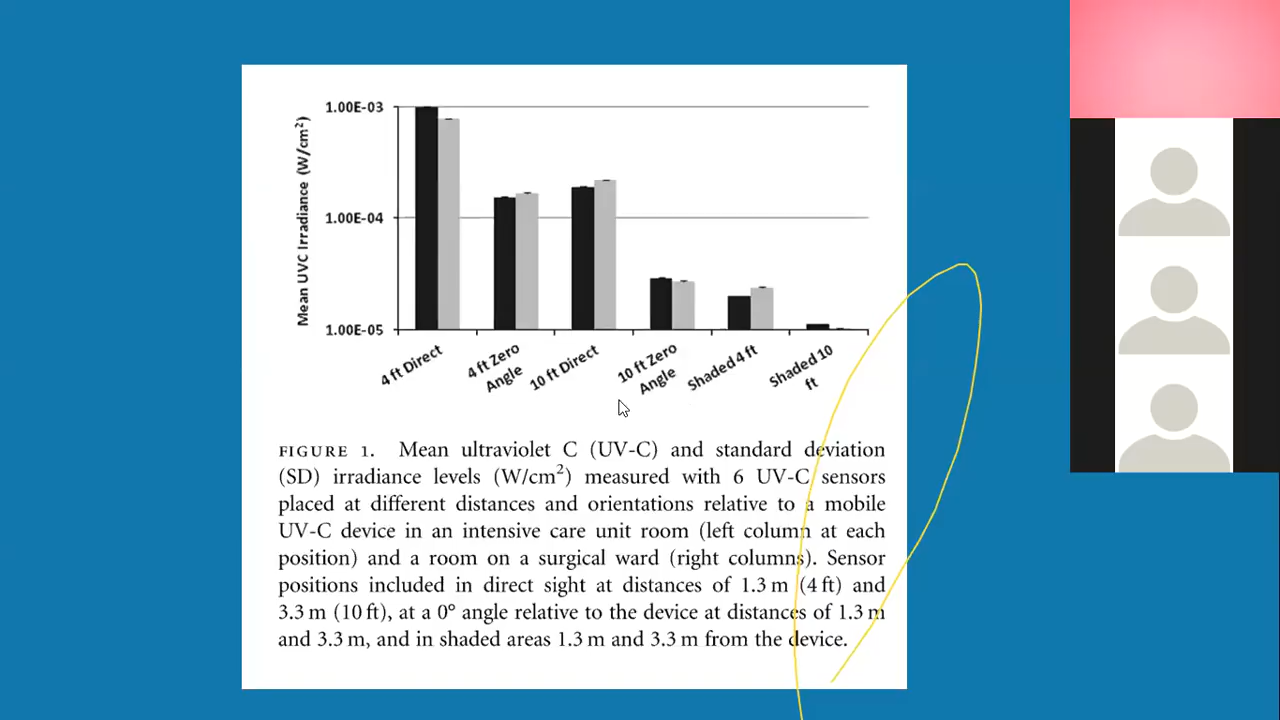 1.00E-03
1.00E-04
1.00E-05
Mean UVC Irradiance (W/cm²)
4 ft Direct
4 ft Zero
Angle
10 ft Direct
10 ft Zero
Angle
Shaded 4 ft
Shaded 10
ft
FIGURE 1. Mean ultraviolet C (UV-C) and standard deviation
(SD) irradiance levels (W/cm²) measured with 6 UV-C sensors
placed at different distances and orientations relative to a mobile
UV-C device in an intensive care unit room (left column at each
position) and a room on a surgical ward (right columns). Sensor
positions included in direct sight at distances of 1.3 m (4 ft) and
3.3 m (10 ft), at a 0° angle relative to the device at distances of 1.3 m
and 3.3 m, and in shaded areas 1.3 m and 3.3 m from the device.